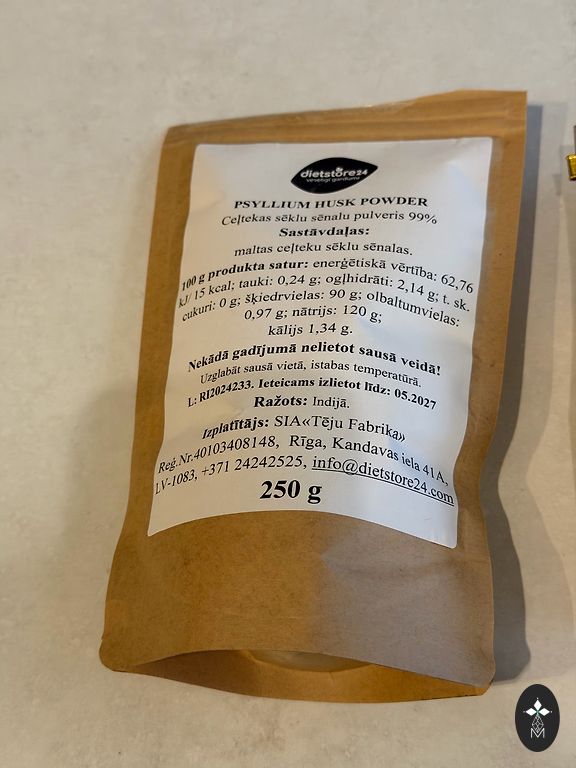 dietstore24
veselīgi gardumi
PSYLLIUM HUSK POWDER
Ceļtekas sēklu sēnalu pulveris 99%
Sastāvdaļas:
maltas ceļteku sēklu sēnalas.
100 g produkta satur: enerģētiskā vērtība: 62,76
kJ/ 15 kcal; tauki: 0,24 g; ogļhidrāti: 2,14 g; t. sk.
cukuri: 0 g; šķiedrvielas: 90 g; olbaltumvielas:
0,97 g; nātrijs: 120 g;
kālijs 1,34 g.
Nekādā gadījumā nelietot sausā veidā!
Uzglabāt sausā vietā, istabas temperatūrā.
L: RI2024233. Ieteicams izlietot līdz: 05.2027
Ražots: Indijā.
Izplatītājs: SIA«Tēju Fabrika»
Reģ.Nr.40103408148, Rīga, Kandavas iela 41A,
LV-1083, +371 24242525, info@dietstore24.com
250 g
M